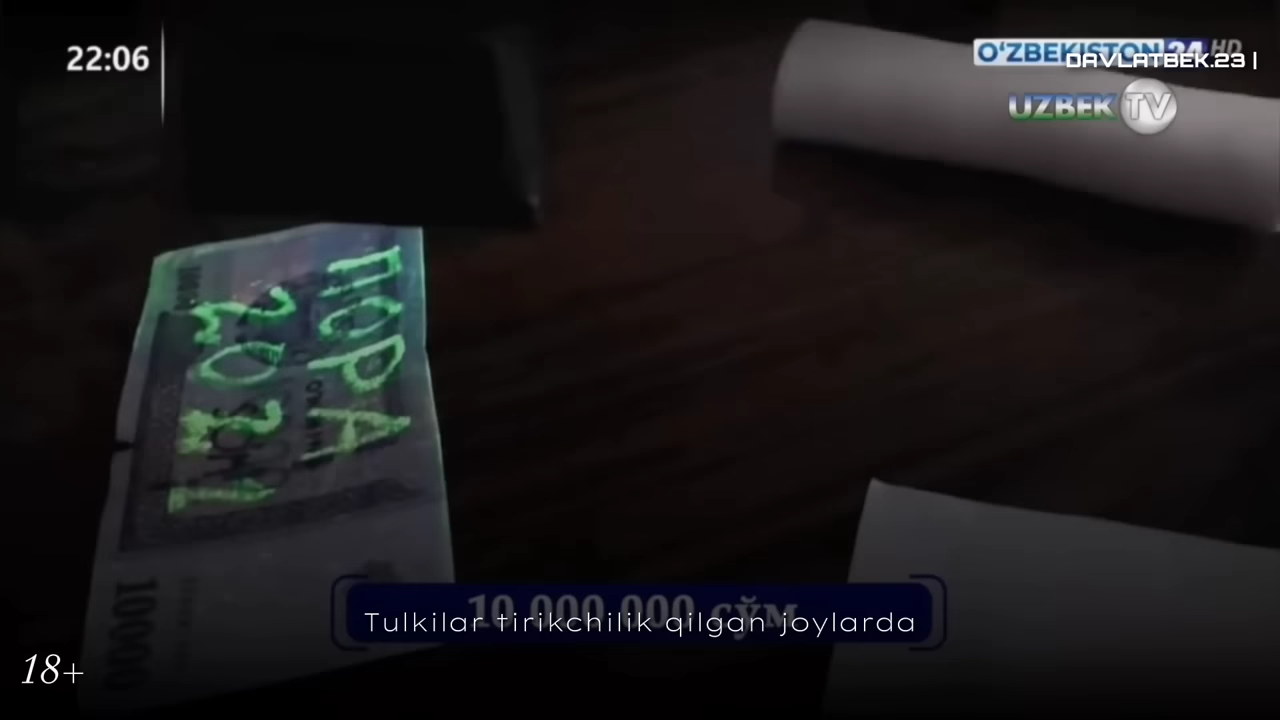 22:06
O‘ZBEKISTON 24 HD
DAVLATBEK.23 |
UZBEK TV
ПОРА
2021
10000
10 000 000 сўм
Tulkilar tirikchilik qilgan joylarda
18+